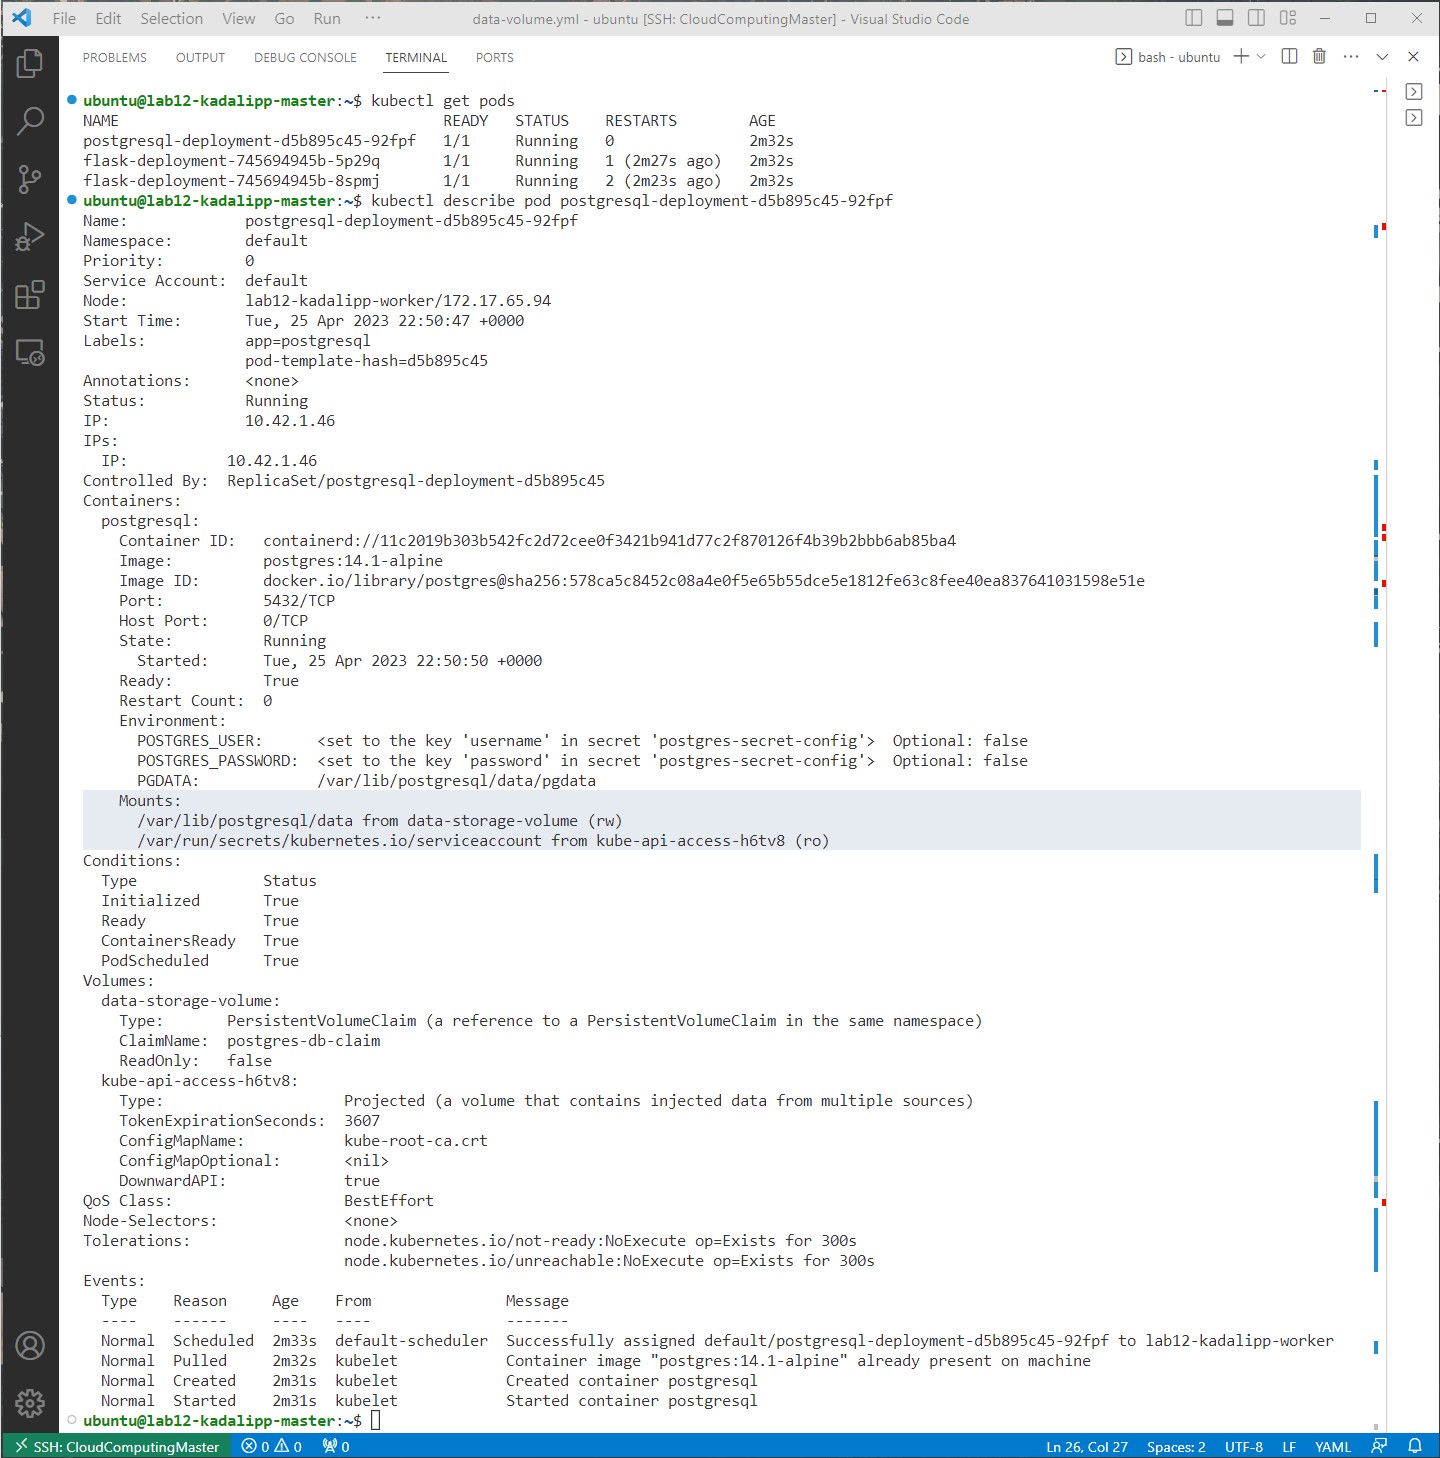 File Edit Selection View Go Run ··· data-volume.yml - ubuntu [SSH: CloudComputingMaster] - Visual Studio Code
PROBLEMS OUTPUT DEBUG CONSOLE TERMINAL PORTS bash - ubuntu
ubuntu@lab12-kadalipp-master:~$ kubectl get pods
NAME READY STATUS RESTARTS AGE
postgresql-deployment-d5b895c45-92fpf 1/1 Running 0 2m32s
flask-deployment-745694945b-5p29q 1/1 Running 1 (2m27s ago) 2m32s
flask-deployment-745694945b-8spmj 1/1 Running 2 (2m23s ago) 2m32s
ubuntu@lab12-kadalipp-master:~$ kubectl describe pod postgresql-deployment-d5b895c45-92fpf
Name: postgresql-deployment-d5b895c45-92fpf
Namespace: default
Priority: 0
Service Account: default
Node: lab12-kadalipp-worker/172.17.65.94
Start Time: Tue, 25 Apr 2023 22:50:47 +0000
Labels: app=postgresql
pod-template-hash=d5b895c45
Annotations: <none>
Status: Running
IP: 10.42.1.46
IPs:
IP: 10.42.1.46
Controlled By: ReplicaSet/postgresql-deployment-d5b895c45
Containers:
postgresql:
Container ID: containerd://11c2019b303b542fc2d72cee0f3421b941d77c2f870126f4b39b2bbb6ab85ba4
Image: postgres:14.1-alpine
Image ID: docker.io/library/postgres@sha256:578ca5c8452c08a4e0f5e65b55dce5e1812fe63c8fee40ea837641031598e51e
Port: 5432/TCP
Host Port: 0/TCP
State: Running
Started: Tue, 25 Apr 2023 22:50:50 +0000
Ready: True
Restart Count: 0
Environment:
POSTGRES_USER: <set to the key 'username' in secret 'postgres-secret-config'> Optional: false
POSTGRES_PASSWORD: <set to the key 'password' in secret 'postgres-secret-config'> Optional: false
PGDATA: /var/lib/postgresql/data/pgdata
Mounts:
/var/lib/postgresql/data from data-storage-volume (rw)
/var/run/secrets/kubernetes.io/serviceaccount from kube-api-access-h6tv8 (ro)
Conditions:
Type Status
Initialized True
Ready True
ContainersReady True
PodScheduled True
Volumes:
data-storage-volume:
Type: PersistentVolumeClaim (a reference to a PersistentVolumeClaim in the same namespace)
ClaimName: postgres-db-claim
ReadOnly: false
kube-api-access-h6tv8:
Type: Projected (a volume that contains injected data from multiple sources)
TokenExpirationSeconds: 3607
ConfigMapName: kube-root-ca.crt
ConfigMapOptional: <nil>
DownwardAPI: true
QoS Class: BestEffort
Node-Selectors: <none>
Tolerations: node.kubernetes.io/not-ready:NoExecute op=Exists for 300s
node.kubernetes.io/unreachable:NoExecute op=Exists for 300s
Events:
Type Reason Age From Message
---- ------ ---- ---- -------
Normal Scheduled 2m33s default-scheduler Successfully assigned default/postgresql-deployment-d5b895c45-92fpf to lab12-kadalipp-worker
Normal Pulled 2m32s kubelet Container image "postgres:14.1-alpine" already present on machine
Normal Created 2m31s kubelet Created container postgresql
Normal Started 2m31s kubelet Started container postgresql
ubuntu@lab12-kadalipp-master:~$
SSH: CloudComputingMaster 0 0 0 Ln 26, Col 27 Spaces: 2 UTF-8 LF YAML